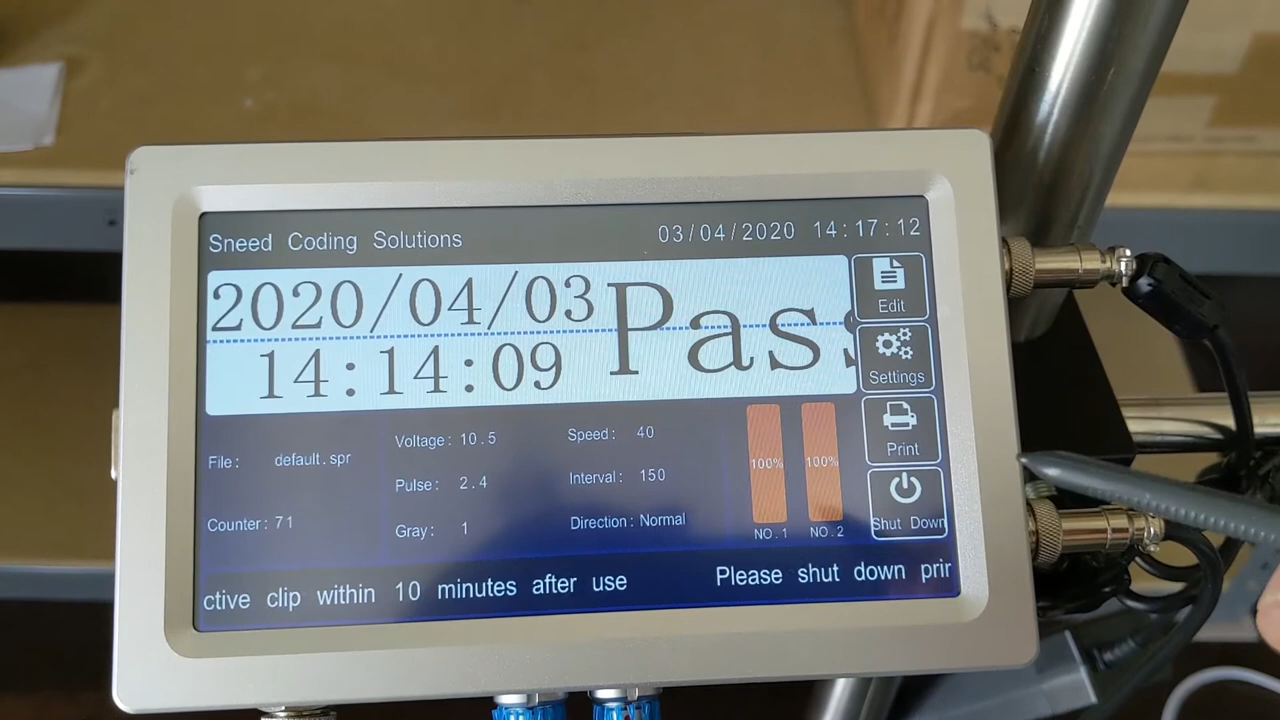 Sneed Coding Solutions
03/04/2020 14:17:12
2020/04/03
14:14:09
Pass
Edit
Settings
Print
Shut Down
File: default.spr
Counter: 71
Voltage: 10.5
Pulse: 2.4
Gray: 1
Speed: 40
Interval: 150
Direction: Normal
100%
100%
NO.1
NO.2
ctive clip within 10 minutes after use
Please shut down prin